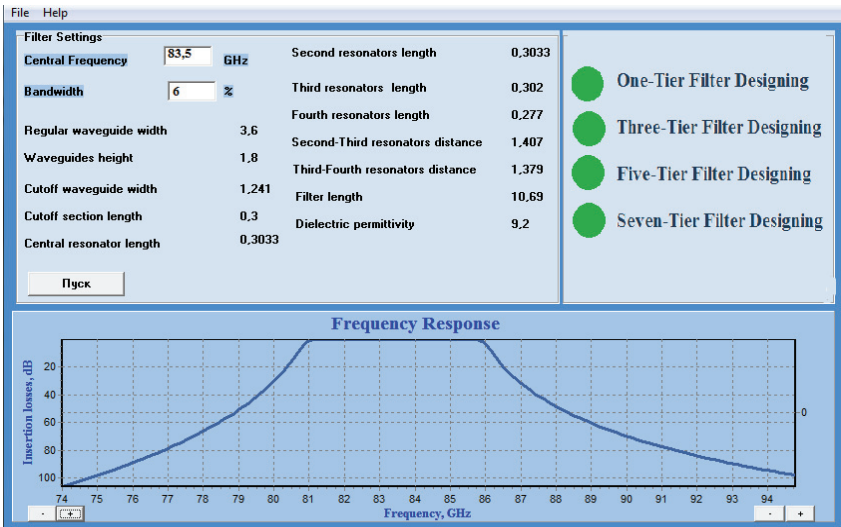 File Help
Filter Settings
Central Frequency 83,5 GHz
Bandwidth 6 %
Regular waveguide width 3,6
Waveguides height 1,8
Cutoff waveguide width 1,241
Cutoff section length 0,3
Central resonator length 0,3033
Пуск
Second resonators length 0,3033
Third resonators length 0,302
Fourth resonators length 0,277
Second-Third resonators distance 1,407
Third-Fourth resonators distance 1,379
Filter length 10,69
Dielectric permittivity 9,2
One-Tier Filter Designing
Three-Tier Filter Designing
Five-Tier Filter Designing
Seven-Tier Filter Designing
Frequency Response
Insertion losses, dB
20
40
60
80
100
0
74 75 76 77 78 79 80 81 82 83 84 85 86 87 88 89 90 91 92 93 94
- + Frequency, GHz - +